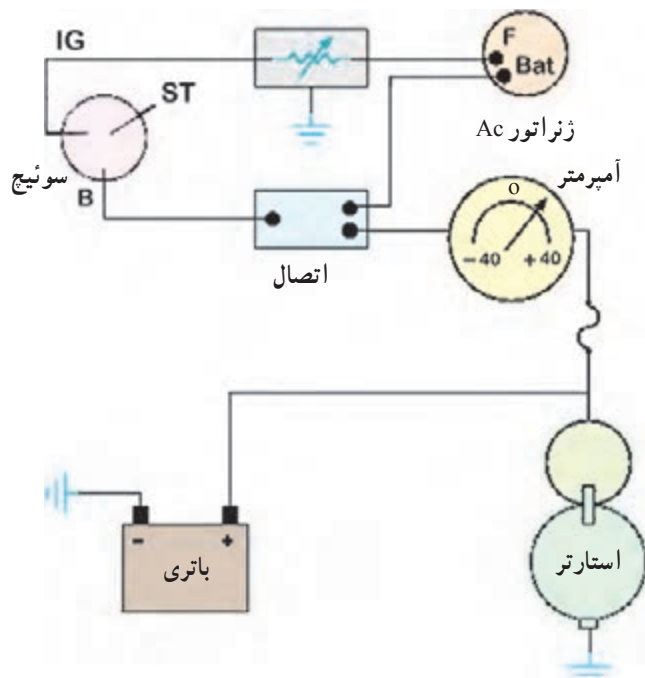 IG
F
Bat
ST
ژنراتور Ac
آمپرمتر
سوئیچ
B
o
−40 +40
اتصال
- +
باتری
استارتر